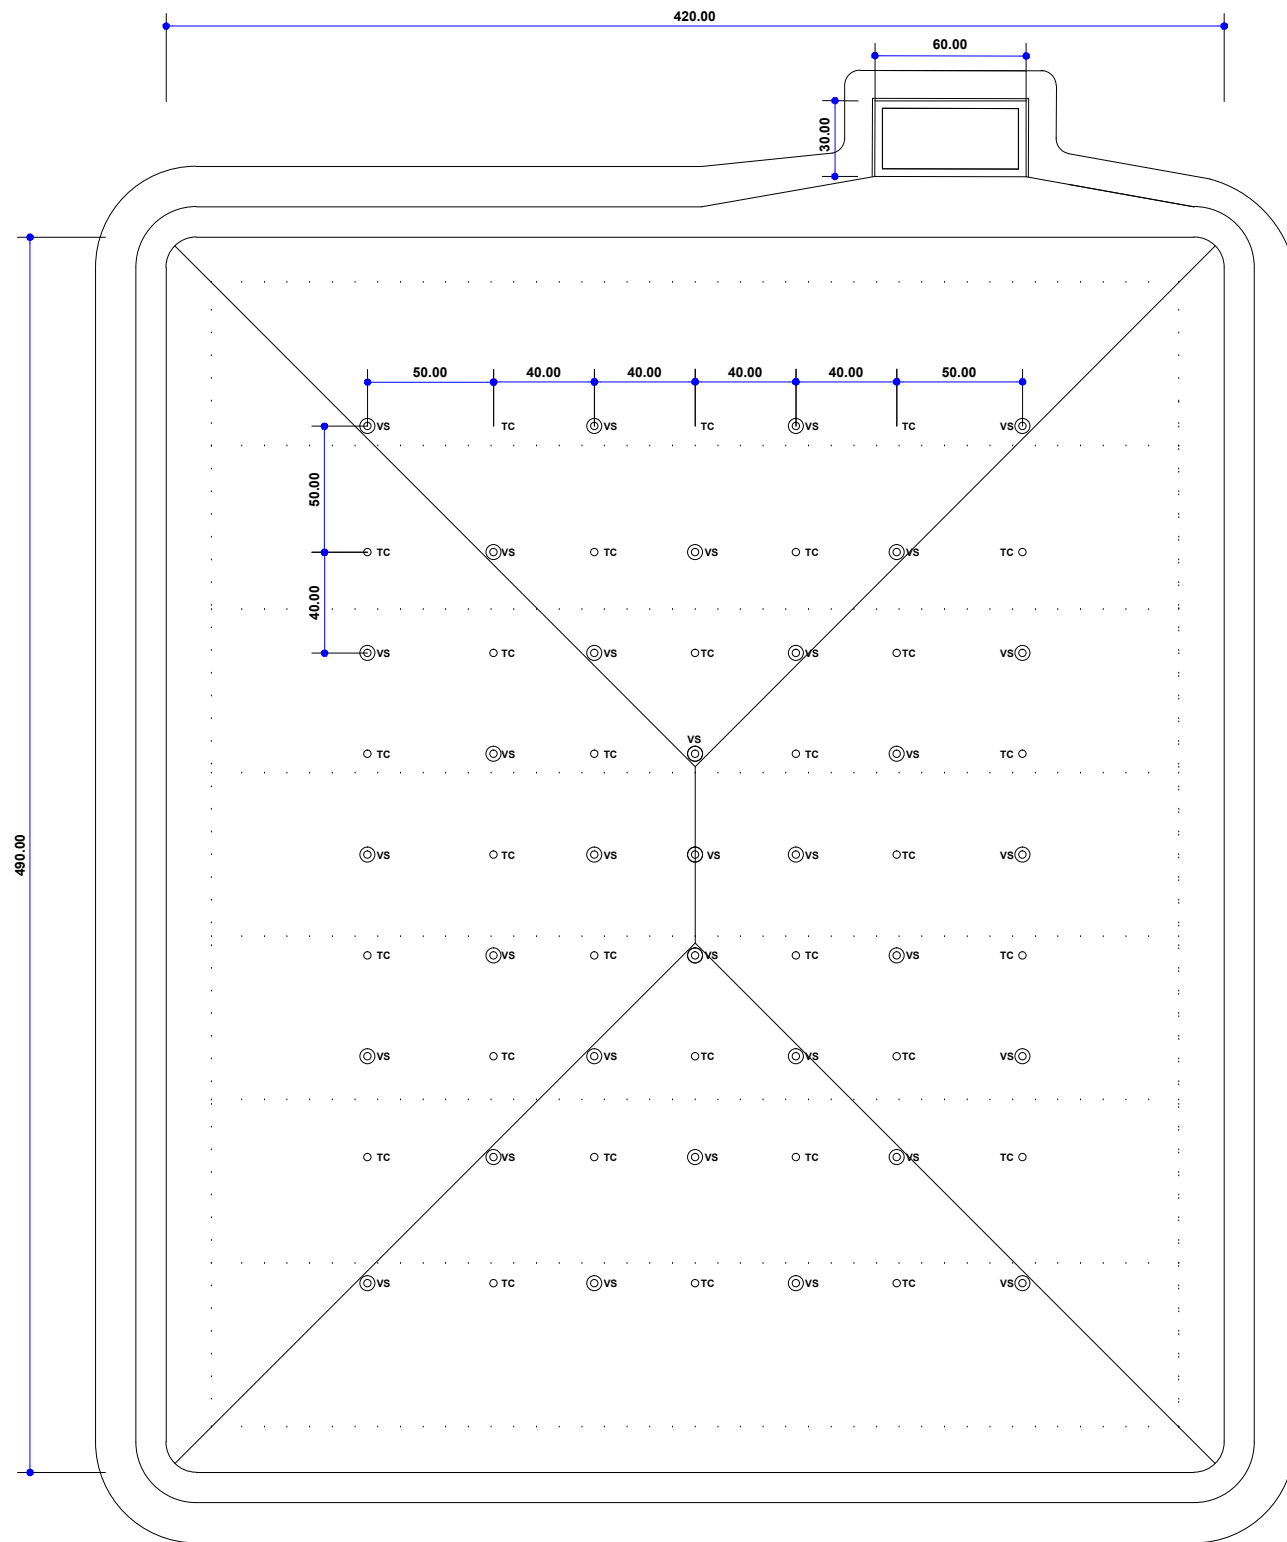 420.00
60.00
30.00
50.00 40.00 40.00 40.00 40.00 50.00
VS TC VS TC VS TC VS
50.00
TC VS TC VS TC VS TC
40.00
VS TC VS TC VS TC VS
VS
TC VS TC TC VS TC
490.00
VS TC VS VS VS TC VS
TC VS TC VS TC VS TC
VS TC VS TC VS TC VS
TC VS TC VS TC VS TC
VS TC VS TC VS TC VS